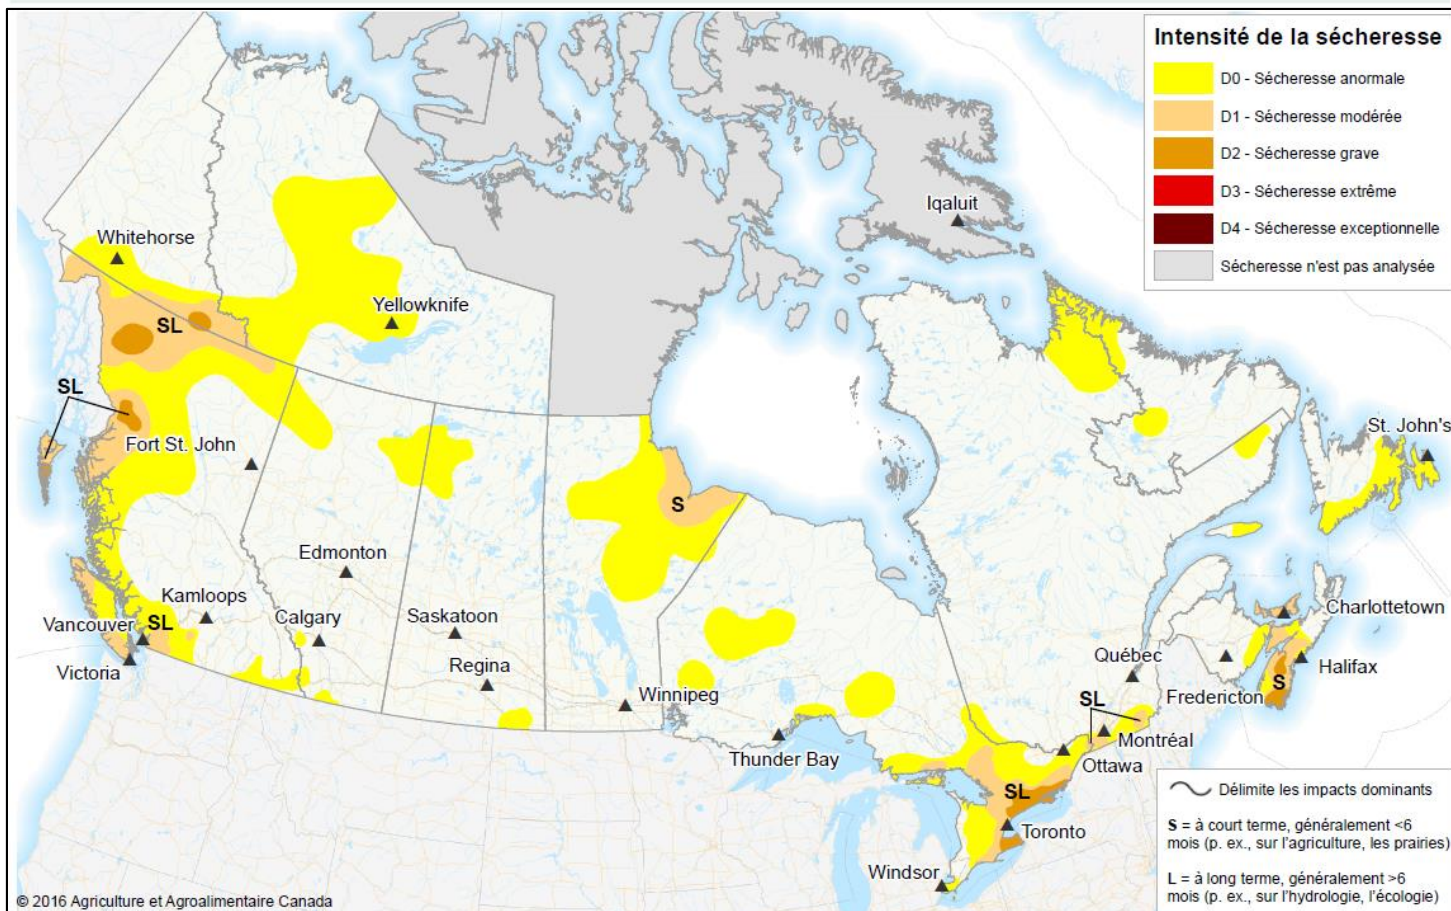 Intensité de la sécheresse
D0 - Sécheresse anormale
D1 - Sécheresse modérée
D2 - Sécheresse grave
D3 - Sécheresse extrême
D4 - Sécheresse exceptionnelle
Sécheresse n'est pas analysée
Iqaluit
Whitehorse
Yellowknife
SL
SL
Fort St. John
St. John's
S
Edmonton
Kamloops
Calgary
Saskatoon
Vancouver
SL
Victoria
Regina
Winnipeg
Charlottetown
Québec
Halifax
S
Fredericton
SL
Montréal
Thunder Bay
Ottawa
SL
Toronto
Windsor
Délimite les impacts dominants
S = à court terme, généralement <6
mois (p. ex., sur l'agriculture, les prairies)
L = à long terme, généralement >6
mois (p. ex., sur l'hydrologie, l'écologie)
© 2016 Agriculture et Agroalimentaire Canada